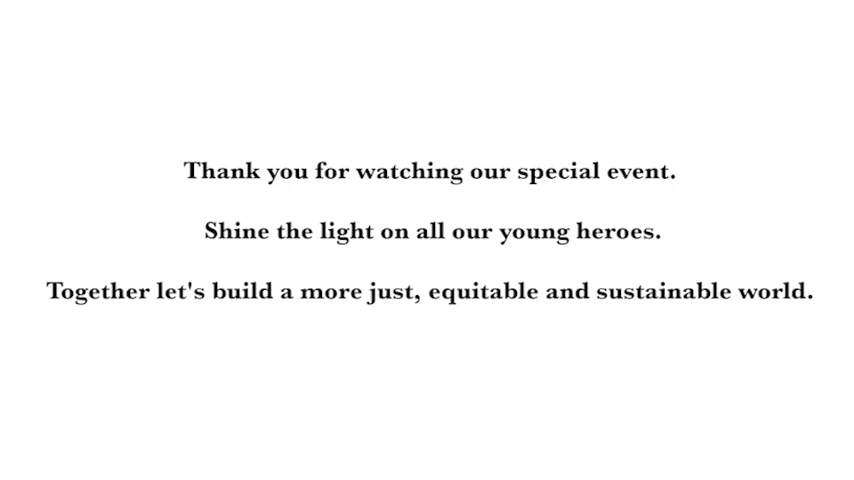 Thank you for watching our special event.
Shine the light on all our young heroes.
Together let's build a more just, equitable and sustainable world.